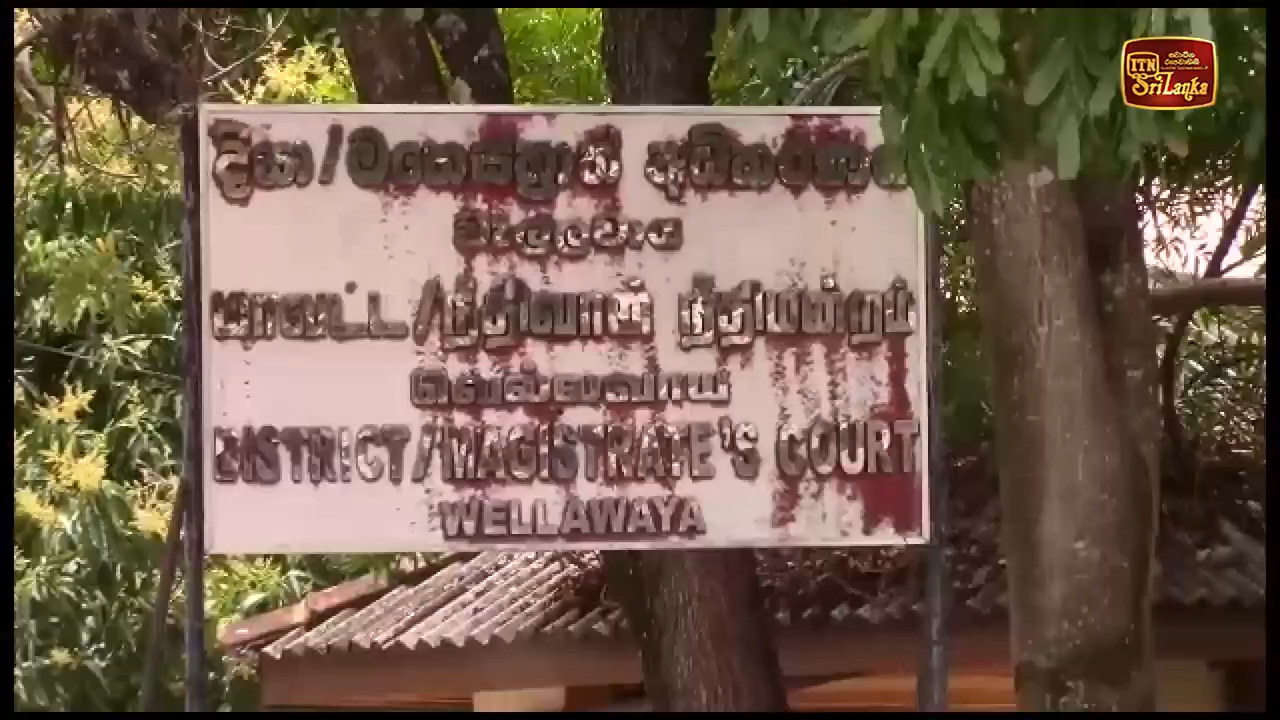 ITN
SriLanka
දිසා/මහේස්ත්‍රාත් අධිකරණය
වැල්ලවාය
மாவட்ட/நீதிவான் நீதிமன்றம்
வெல்லவாய
DISTRICT/MAGISTRATE'S COURT
WELLAWAYA